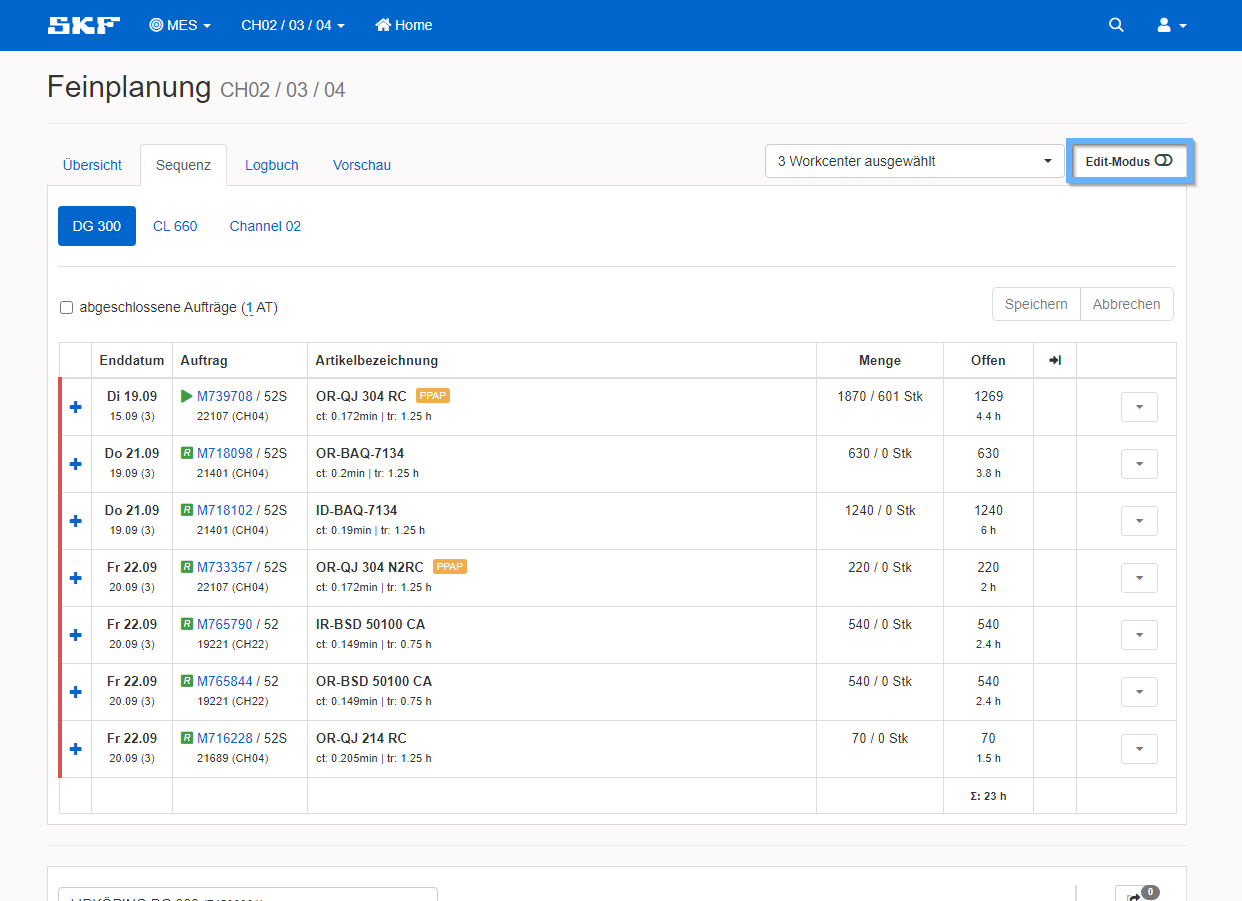 SKF MES CH02 / 03 / 04 Home
Feinplanung CH02 / 03 / 04
Übersicht Sequenz Logbuch Vorschau 3 Workcenter ausgewählt Edit-Modus
DG 300 CL 660 Channel 02
abgeschlossene Aufträge (1 AT) Speichern Abbrechen
Enddatum Auftrag Artikelbezeichnung Menge Offen
Di 19.09 M739708 / 52S OR-QJ 304 RC PPAP 1870 / 601 Stk 1269
15.09 (3) 22107 (CH04) ct: 0.172min | tr: 1.25 h 4.4 h
Do 21.09 R M718098 / 52S OR-BAQ-7134 630 / 0 Stk 630
19.09 (3) 21401 (CH04) ct: 0.2min | tr: 1.25 h 3.8 h
Do 21.09 R M718102 / 52S ID-BAQ-7134 1240 / 0 Stk 1240
19.09 (3) 21401 (CH04) ct: 0.19min | tr: 1.25 h 6 h
Fr 22.09 R M733357 / 52S OR-QJ 304 N2RC PPAP 220 / 0 Stk 220
20.09 (3) 22107 (CH04) ct: 0.172min | tr: 1.25 h 2 h
Fr 22.09 R M765790 / 52 IR-BSD 50100 CA 540 / 0 Stk 540
20.09 (3) 19221 (CH22) ct: 0.149min | tr: 0.75 h 2.4 h
Fr 22.09 R M765844 / 52 OR-BSD 50100 CA 540 / 0 Stk 540
20.09 (3) 19221 (CH22) ct: 0.149min | tr: 0.75 h 2.4 h
Fr 22.09 R M716228 / 52S OR-QJ 214 RC 70 / 0 Stk 70
20.09 (3) 21689 (CH04) ct: 0.205min | tr: 1.25 h 1.5 h
Σ: 23 h
0